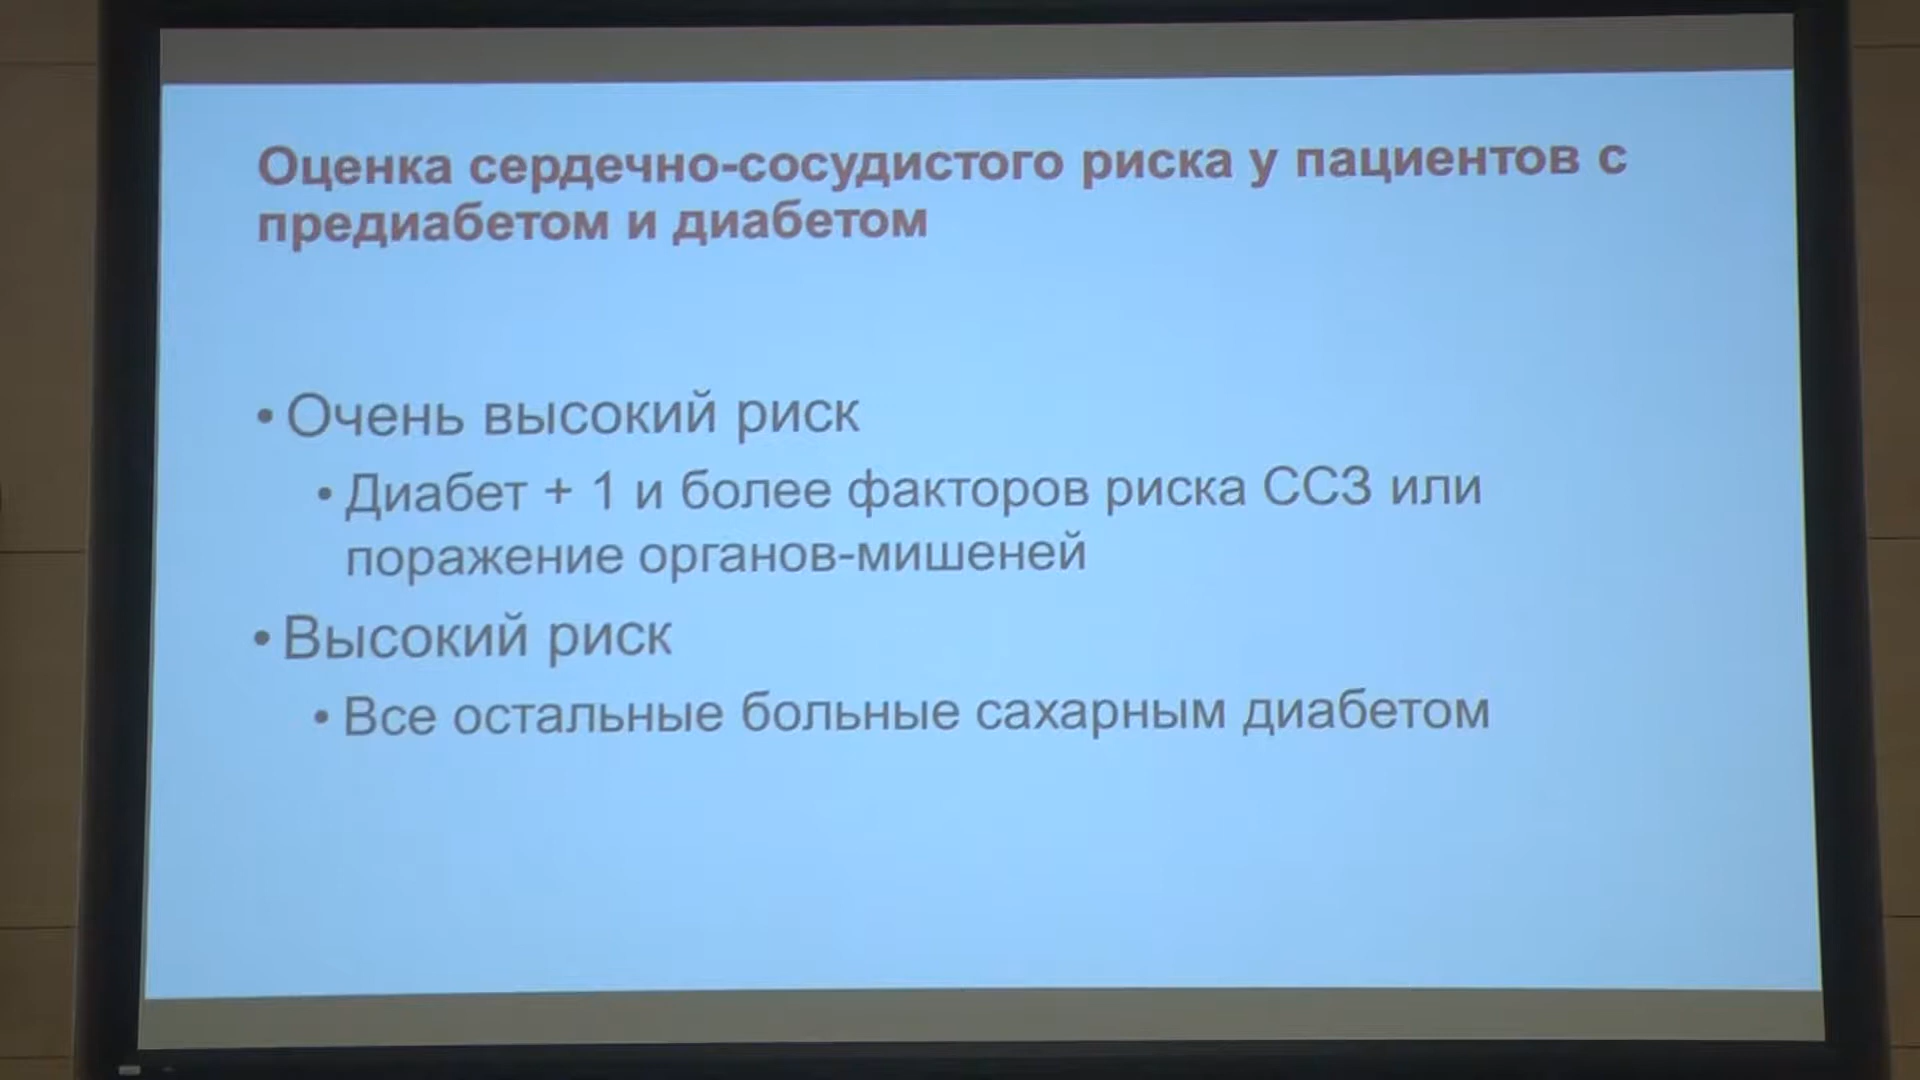 Оценка сердечно-сосудистого риска у пациентов с
предиабетом и диабетом
• Очень высокий риск
• Диабет + 1 и более факторов риска ССЗ или
поражение органов-мишеней
• Высокий риск
• Все остальные больные сахарным диабетом